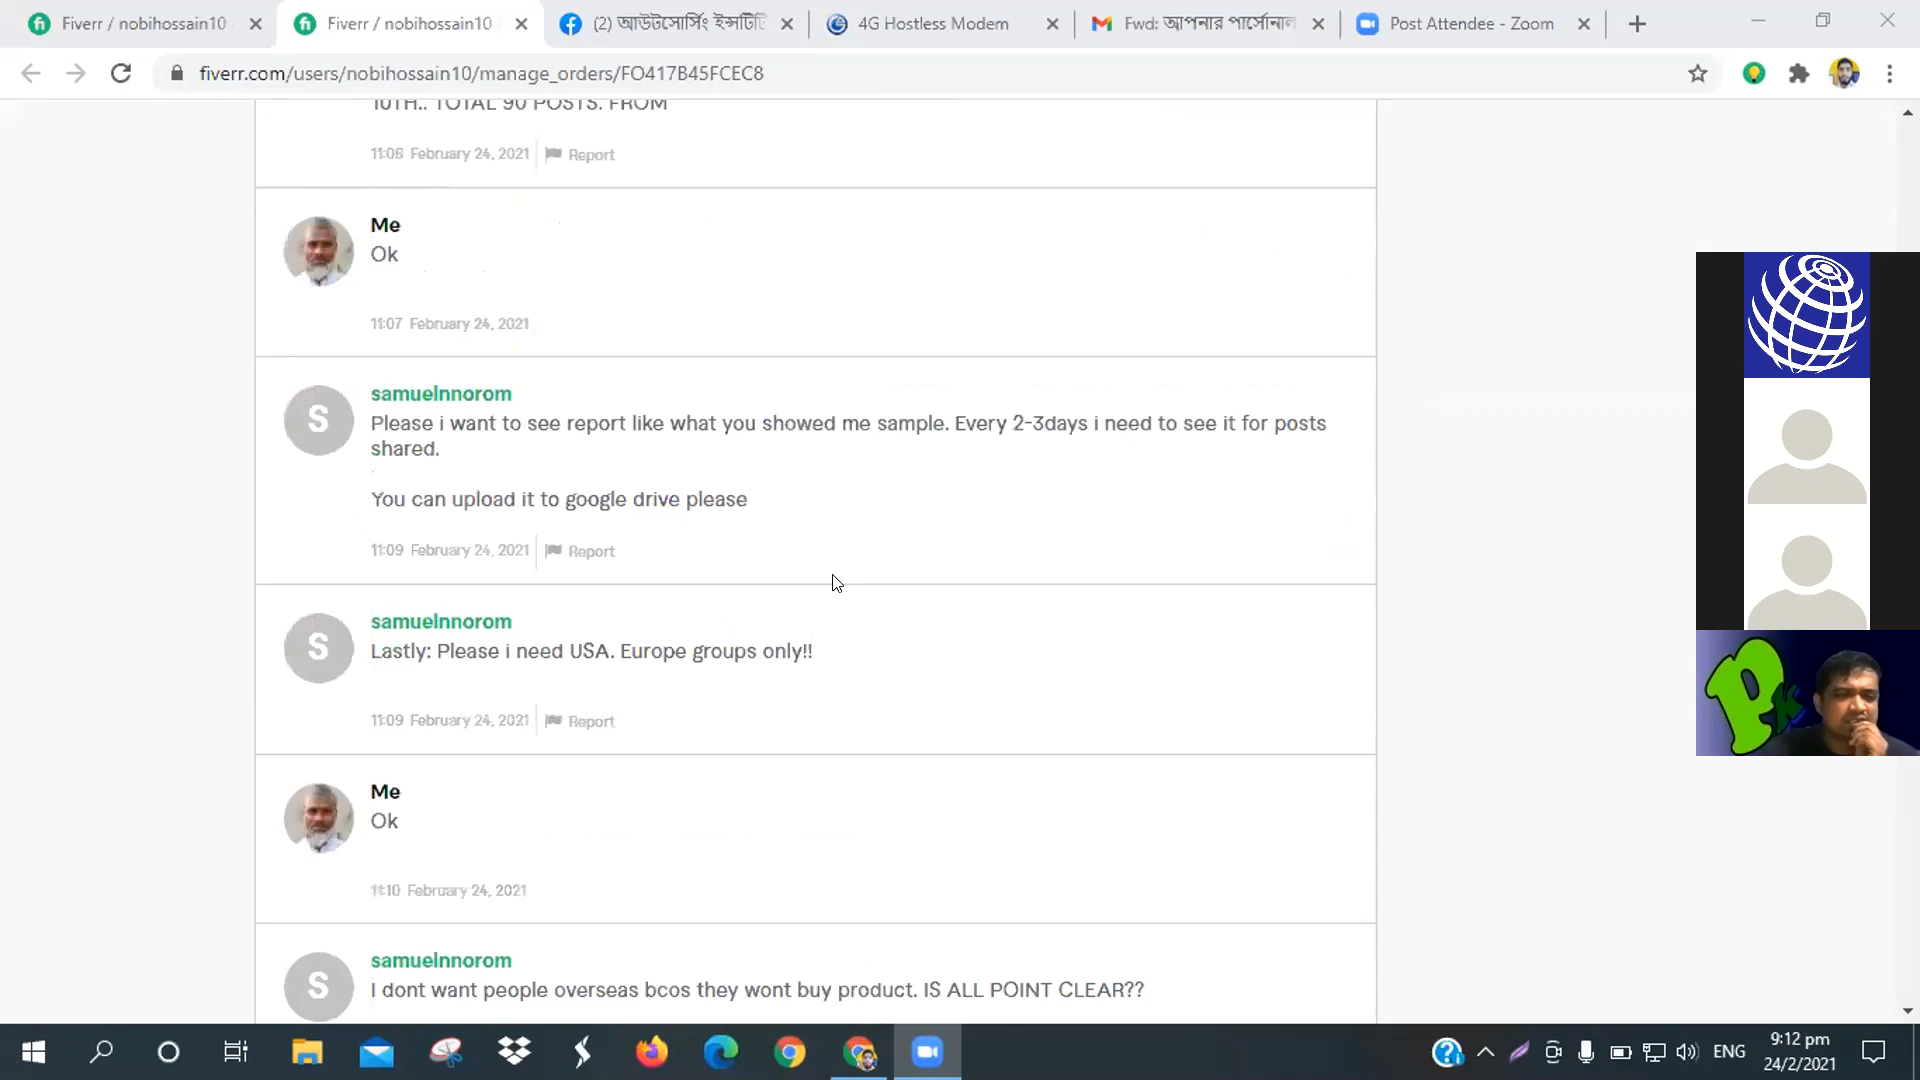 Fiverr / nobihossain10
Fiverr / nobihossain10
(2) আউটসোর্সিং ইন্সটিটি
4G Hostless Modem
Fwd: আপনার পার্সোনাল
Post Attendee - Zoom
fiverr.com/users/nobihossain10/manage_orders/FO417B45FCEC8
10TH.. TOTAL 90 POSTS. FROM
11:06 February 24, 2021 Report
Me
Ok
11:07 February 24, 2021
S
samuelnnorom
Please i want to see report like what you showed me sample. Every 2-3days i need to see it for posts
shared.
You can upload it to google drive please
11:09 February 24, 2021 Report
S
samuelnnorom
Lastly: Please i need USA. Europe groups only!!
11:09 February 24, 2021 Report
Me
Ok
11:10 February 24, 2021
S
samuelnnorom
I dont want people overseas bcos they wont buy product. IS ALL POINT CLEAR??
PK
ENG
9:12 pm
24/2/2021